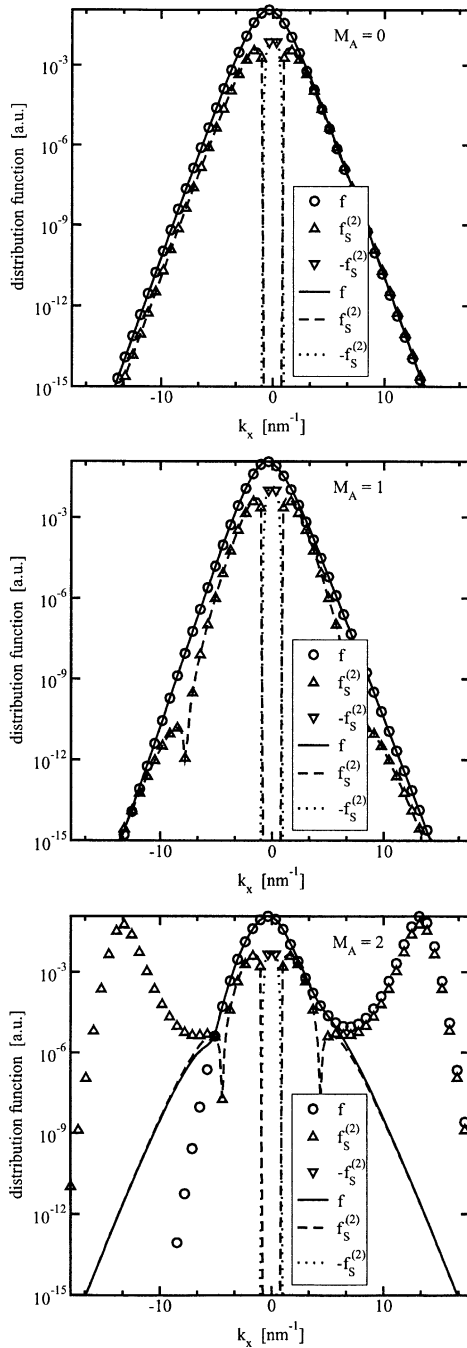 M_A = 0
distribution function [a.u.]
10^-3
10^-6
10^-9
10^-12
10^-15
f
f_S^(2)
-f_S^(2)
f
f_S^(2)
-f_S^(2)
-10 0 10
k_x [nm^-1]
M_A = 1
distribution function [a.u.]
10^-3
10^-6
10^-9
10^-12
10^-15
f
f_S^(2)
-f_S^(2)
f
f_S^(2)
-f_S^(2)
-10 0 10
k_x [nm^-1]
M_A = 2
distribution function [a.u.]
10^-3
10^-6
10^-9
10^-12
10^-15
f
f_S^(2)
-f_S^(2)
f
f_S^(2)
-f_S^(2)
-10 0 10
k_x [nm^-1]